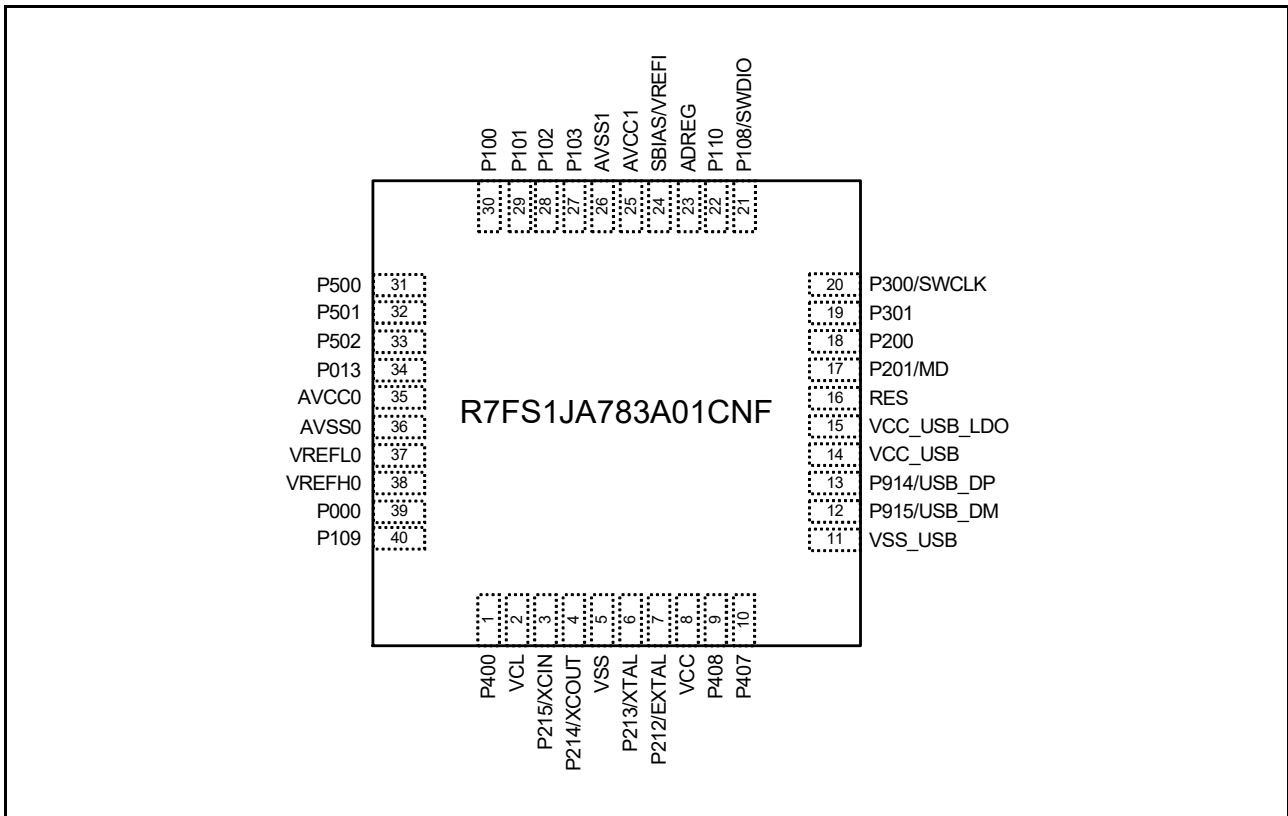 P100
P101
P102
P103
AVSS1
AVCC1
SBIAS/VREFI
ADREG
P110
P108/SWDIO
30
29
28
27
26
25
24
23
22
21
P500 31
P501 32
P502 33
P013 34
AVCC0 35
AVSS0 36
VREFL0 37
VREFH0 38
P000 39
P109 40
R7FS1JA783A01CNF
20 P300/SWCLK
19 P301
18 P200
17 P201/MD
16 RES
15 VCC_USB_LDO
14 VCC_USB
13 P914/USB_DP
12 P915/USB_DM
11 VSS_USB
1
2
3
4
5
6
7
8
9
10
P400
VCL
P215/XCIN
P214/XCOUT
VSS
P213/XTAL
P212/EXTAL
VCC
P408
P407